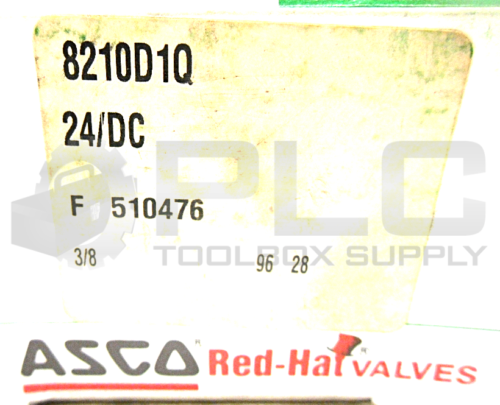 8210D1Q
24/DC
PLC
TOOLBOX SUPPLY
F 510476
3/8 96 28
ASCO® Red-Hat® VALVES